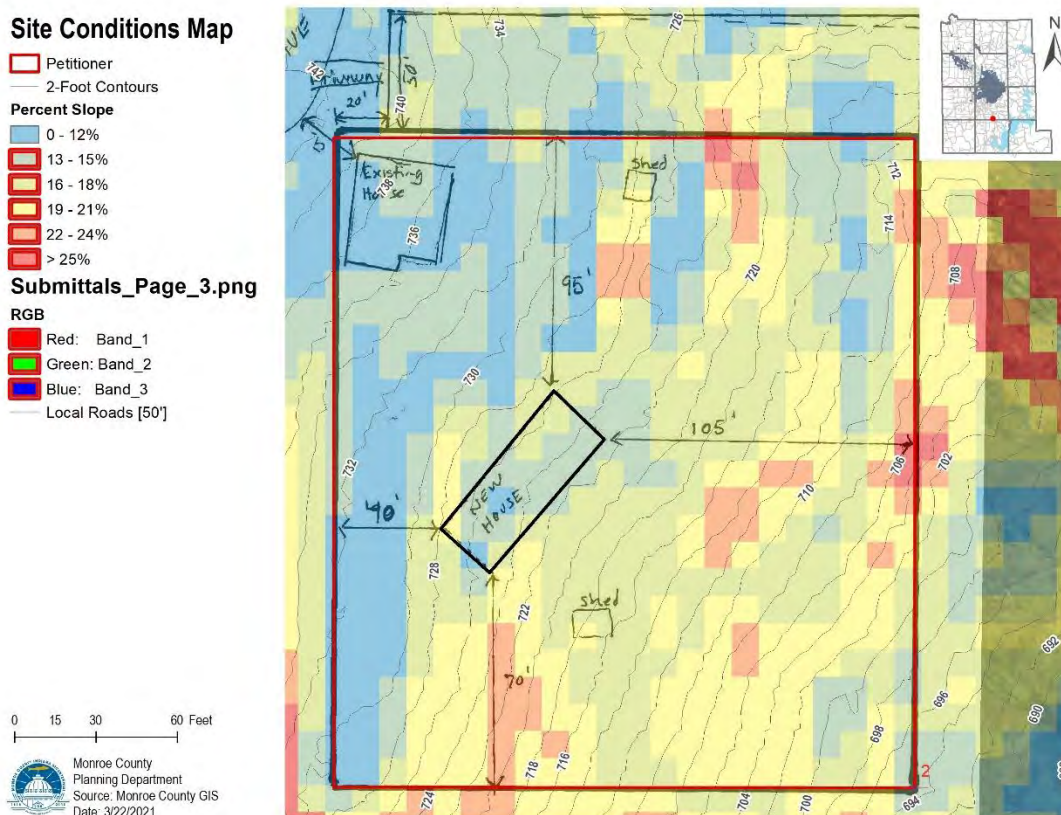 Site Conditions Map
Petitioner
2-Foot Contours
Percent Slope
0 - 12%
13 - 15%
16 - 18%
19 - 21%
22 - 24%
> 25%
Submittals_Page_3.png
RGB
Red: Band_1
Green: Band_2
Blue: Band_3
Local Roads [50']
0 15 30 60 Feet
Monroe County
Planning Department
Source: Monroe County GIS
Date: 3/22/2021
N
742
Driveway
20'
50'
740
734
726
Existing
House
738
736
Shed
712
714
95'
720
708
730
105'
732
706
702
710
NEW
HOUSE
40'
728
722
shed
70'
692
696
690
698
718
716
724
704
700
694
2